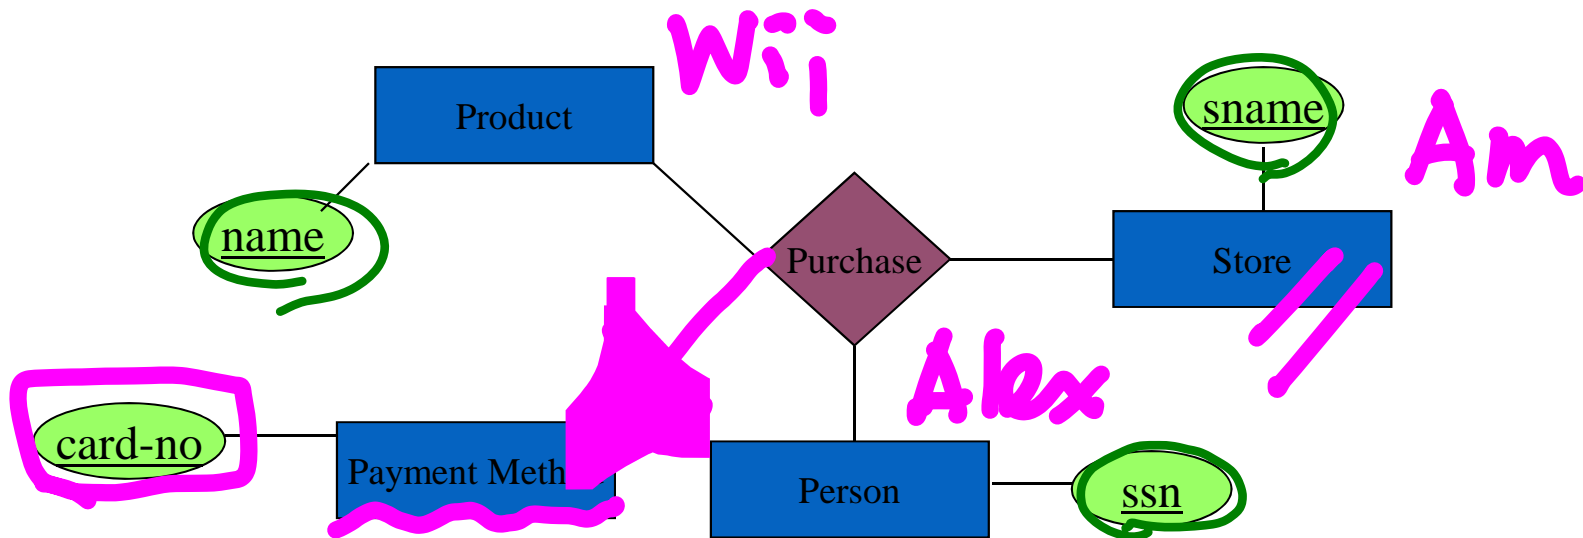 Wii
Product
sname
Am
name
Purchase
Store
Alex
card-no
Payment Meth
Person
ssn